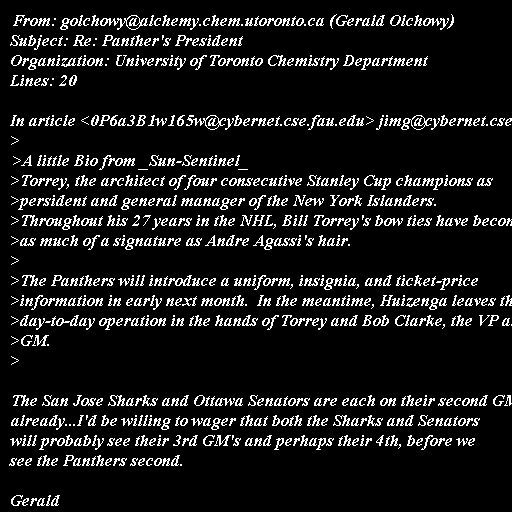 From: golchowy@alchemy.chem.utoronto.ca (Gerald Olchowy)
Subject: Re: Panther's President
Organization: University of Toronto Chemistry Department
Lines: 20

In article <0P6a3B1w165w@cybernet.cse.fau.edu> jimg@cybernet.cse
>
>A little Bio from _Sun-Sentinel_
>Torrey, the architect of four consecutive Stanley Cup champions as
>persident and general manager of the New York Islanders.
>Throughout his 27 years in the NHL, Bill Torrey's bow ties have becom
>as much of a signature as Andre Agassi's hair.
>
>The Panthers will introduce a uniform, insignia, and ticket-price
>information in early next month.  In the meantime, Huizenga leaves th
>day-to-day operation in the hands of Torrey and Bob Clarke, the VP a
>GM.
>

The San Jose Sharks and Ottawa Senators are each on their second GM
already...I'd be willing to wager that both the Sharks and Senators
will probably see their 3rd GM's and perhaps their 4th, before we
see the Panthers second.

Gerald